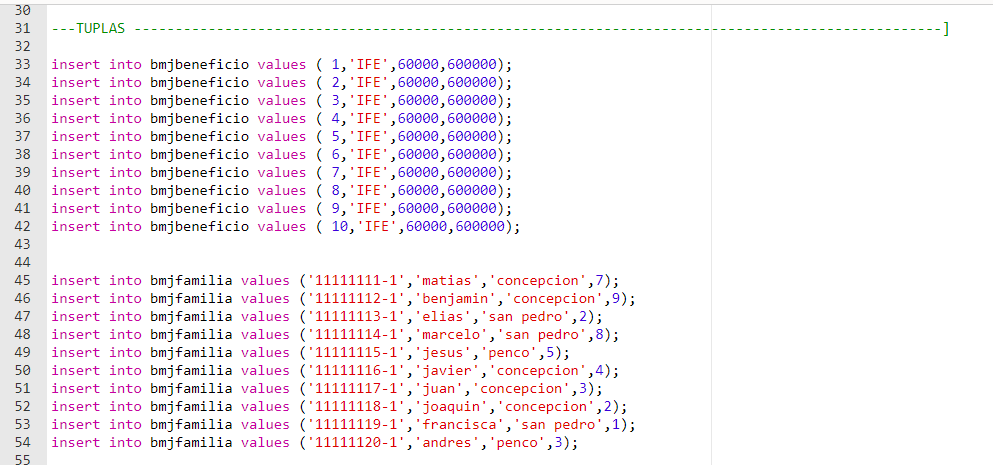 30
31 ---TUPLAS --------------------------------------------------------------------------------------------------]
32
33 insert into bmjbeneficio values ( 1,'IFE',60000,600000);
34 insert into bmjbeneficio values ( 2,'IFE',60000,600000);
35 insert into bmjbeneficio values ( 3,'IFE',60000,600000);
36 insert into bmjbeneficio values ( 4,'IFE',60000,600000);
37 insert into bmjbeneficio values ( 5,'IFE',60000,600000);
38 insert into bmjbeneficio values ( 6,'IFE',60000,600000);
39 insert into bmjbeneficio values ( 7,'IFE',60000,600000);
40 insert into bmjbeneficio values ( 8,'IFE',60000,600000);
41 insert into bmjbeneficio values ( 9,'IFE',60000,600000);
42 insert into bmjbeneficio values ( 10,'IFE',60000,600000);
43
44
45 insert into bmjfamilia values ('11111111-1','matias','concepcion',7);
46 insert into bmjfamilia values ('11111112-1','benjamin','concepcion',9);
47 insert into bmjfamilia values ('11111113-1','elias','san pedro',2);
48 insert into bmjfamilia values ('11111114-1','marcelo','san pedro',8);
49 insert into bmjfamilia values ('11111115-1','jesus','penco',5);
50 insert into bmjfamilia values ('11111116-1','javier','concepcion',4);
51 insert into bmjfamilia values ('11111117-1','juan','concepcion',3);
52 insert into bmjfamilia values ('11111118-1','joaquin','concepcion',2);
53 insert into bmjfamilia values ('11111119-1','francisca','san pedro',1);
54 insert into bmjfamilia values ('11111120-1','andres','penco',3);
55